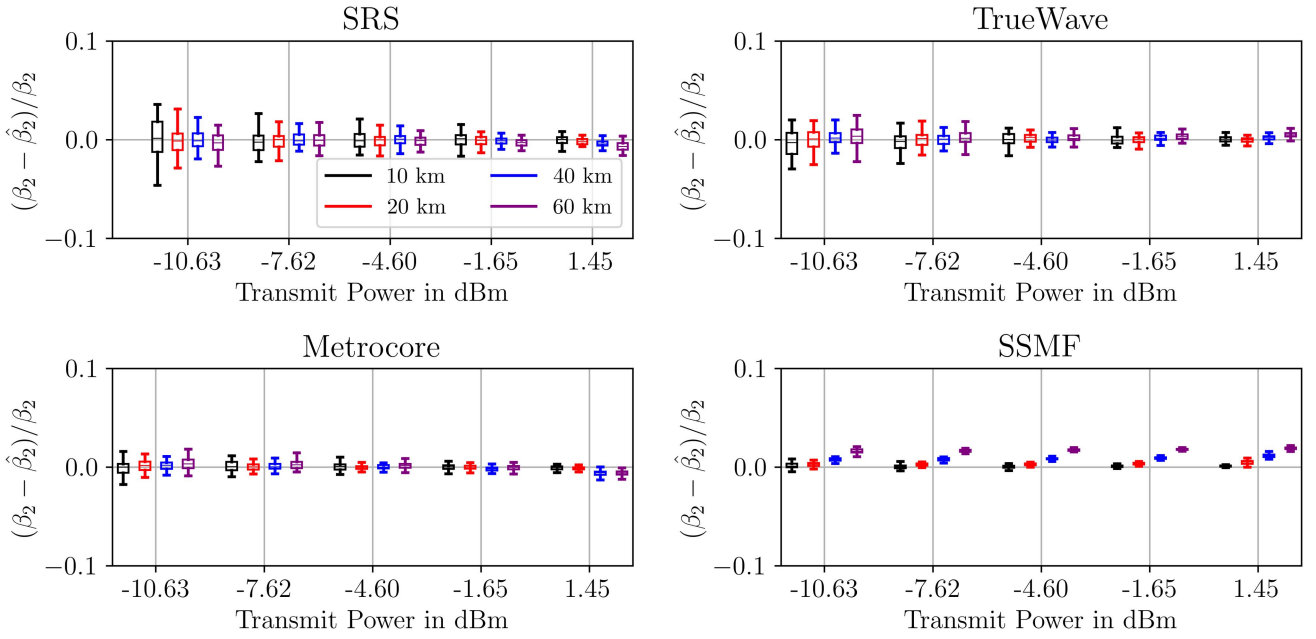 SRS
0.1
0.0
−0.1
(β₂ − β̂₂)/β₂
10 km
20 km
40 km
60 km
-10.63 -7.62 -4.60 -1.65 1.45
Transmit Power in dBm
TrueWave
0.1
0.0
−0.1
(β₂ − β̂₂)/β₂
-10.63 -7.62 -4.60 -1.65 1.45
Transmit Power in dBm
Metrocore
0.1
0.0
−0.1
(β₂ − β̂₂)/β₂
-10.63 -7.62 -4.60 -1.65 1.45
Transmit Power in dBm
SSMF
0.1
0.0
−0.1
(β₂ − β̂₂)/β₂
-10.63 -7.62 -4.60 -1.65 1.45
Transmit Power in dBm